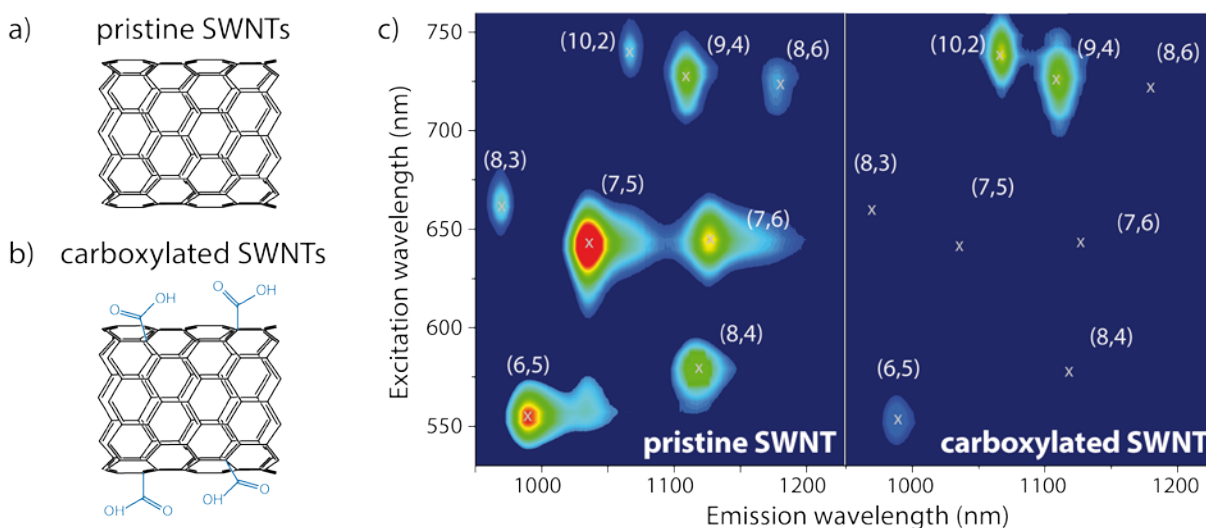 a) pristine SWNTs
b) carboxylated SWNTs
O OH O OH
OH O OH O
c)
Excitation wavelength (nm)
750
700
650
600
550
(10,2) (9,4) (8,6)
(8,3)
(7,5)
(7,6)
(8,4)
(6,5)
pristine SWNT
(10,2) (9,4) (8,6)
(8,3)
(7,5)
(7,6)
(8,4)
(6,5)
carboxylated SWNT
1000 1100 1200 1000 1100 1200
Emission wavelength (nm)